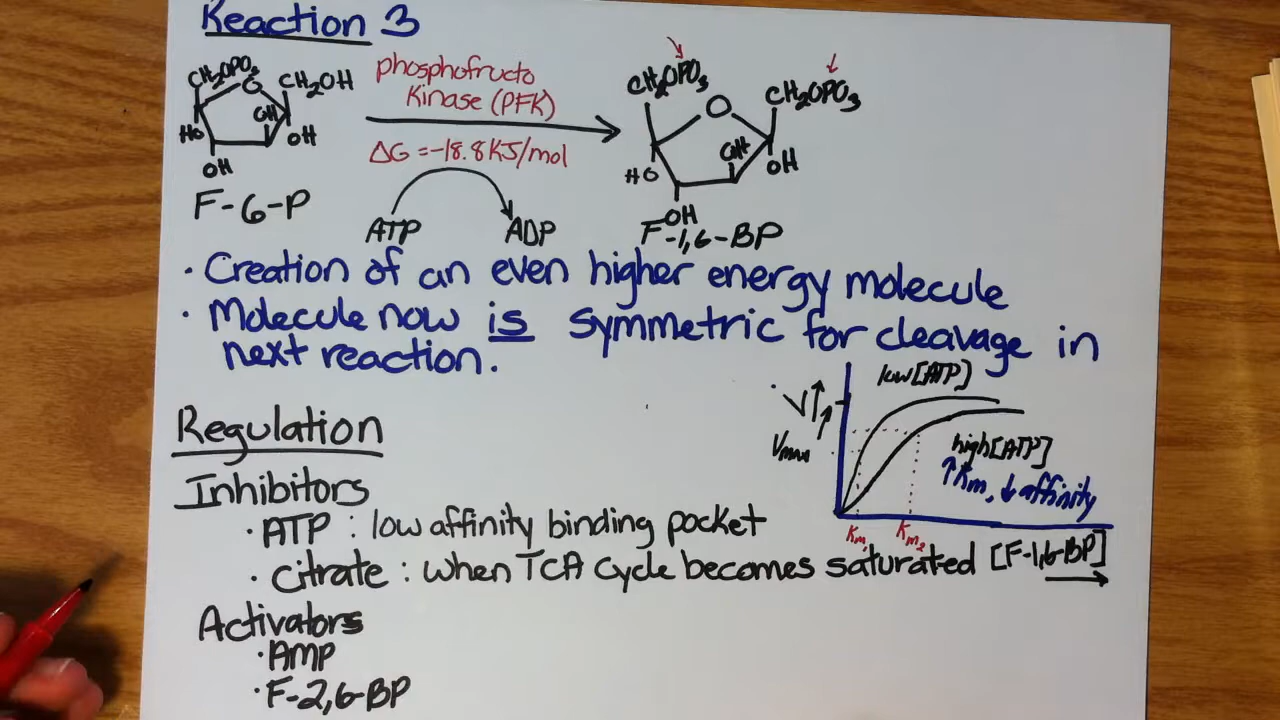 Reaction 3
CH₂OPO₃ O CH₂OH
HO OH OH
OH
F-6-P
phosphofructo
Kinase (PFK)
ΔG = -18.8 KJ/mol
ATP ADP
CH₂OPO₃ O CH₂OPO₃
HO OH OH
OH
F-1,6-BP
· Creation of an even higher energy molecule
· Molecule now is symmetric for cleavage in
next reaction.
Regulation
Inhibitors
· ATP : low affinity binding pocket
· Citrate : when TCA cycle becomes saturated
Activators
· AMP
· F-2,6-BP
V↑
Vmax
low [ATP]
high [ATP]
↑ Km, ↓ affinity
Km₁ Km₂
[F-1,6-BP]